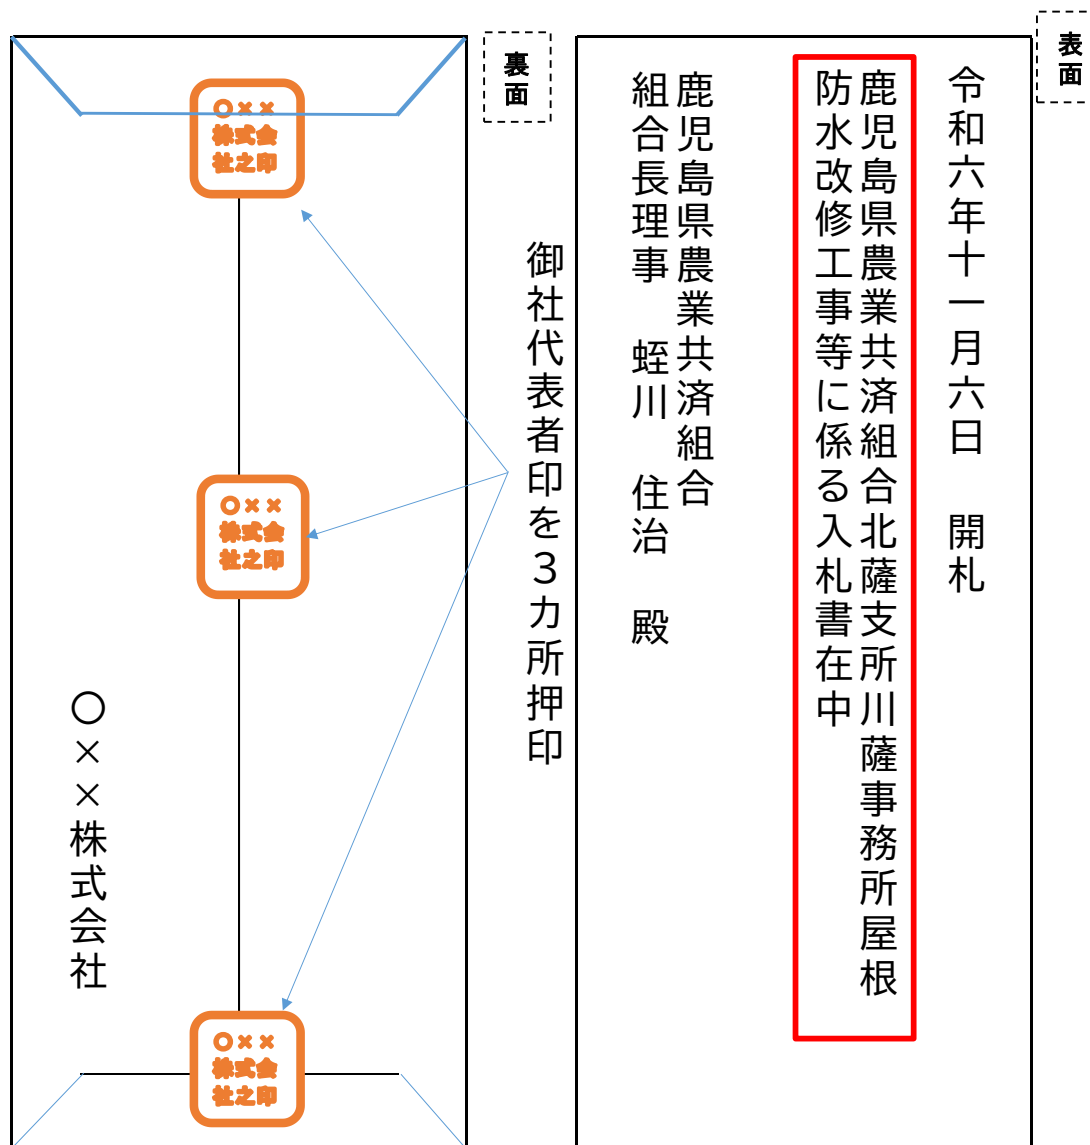 表面
令和六年十一月六日　開札
鹿児島県農業共済組合北薩支所川薩事務所屋根
防水改修工事等に係る入札書在中
鹿児島県農業共済組合
組合長理事　蛭川　住治　殿
裏面
御社代表者印を３カ所押印
〇××
株式会
社之印
〇××
株式会
社之印
〇××
株式会
社之印
〇××株式会社